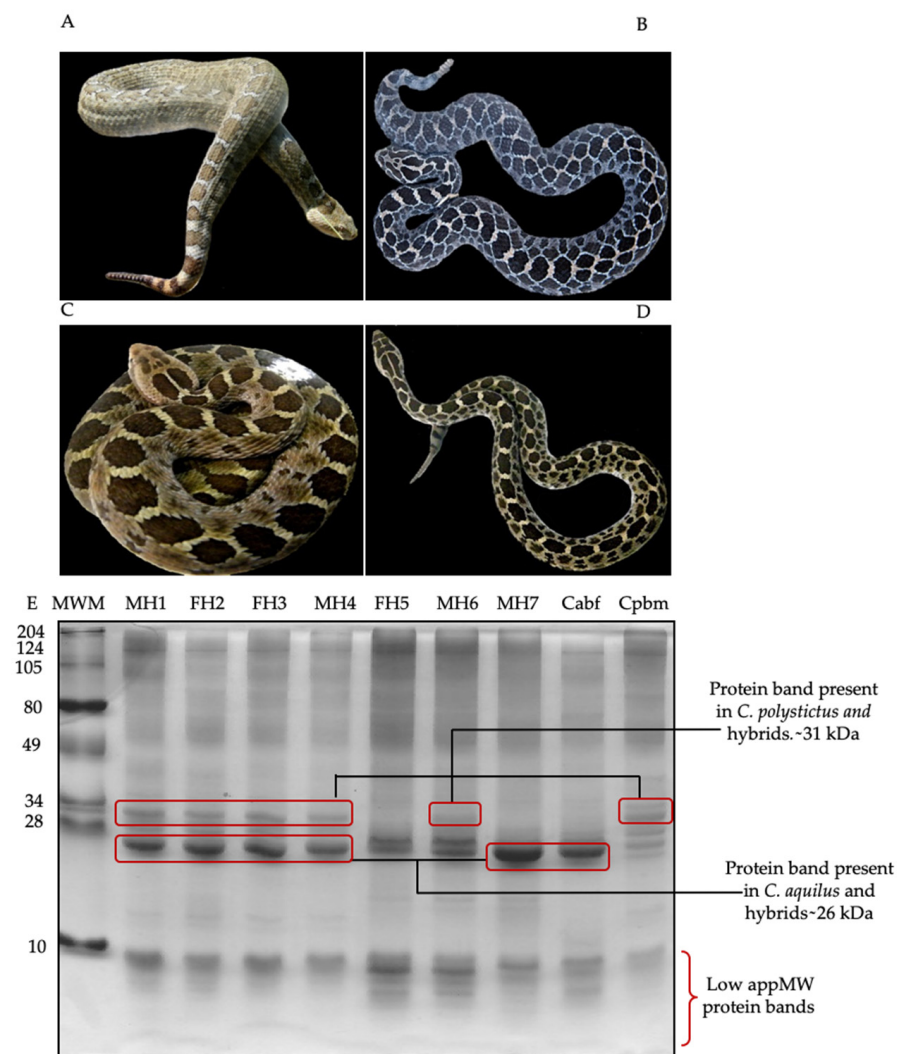 A
B
C
D
E MWM MH1 FH2 FH3 MH4 FH5 MH6 MH7 Cabf Cpbm
204
124
105
80
49
34
28
10
Protein band present
in C. polystictus and
hybrids.~31 kDa
Protein band present
in C. aquilus and
hybrids~26 kDa
Low appMW
protein bands